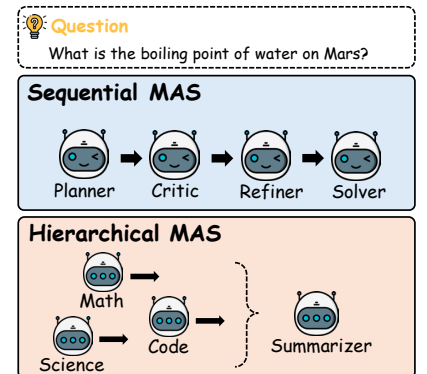 Question
What is the boiling point of water on Mars?
Sequential MAS
Planner Critic Refiner Solver
Hierarchical MAS
Math
Science Code Summarizer